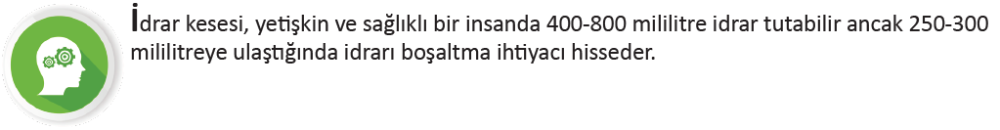 İdrar kesesi, yetişkin ve sağlıklı bir insanda 400-800 mililitre idrar tutabilir ancak 250-300
mililitreye ulaştığında idrarı boşaltma ihtiyacı hisseder.